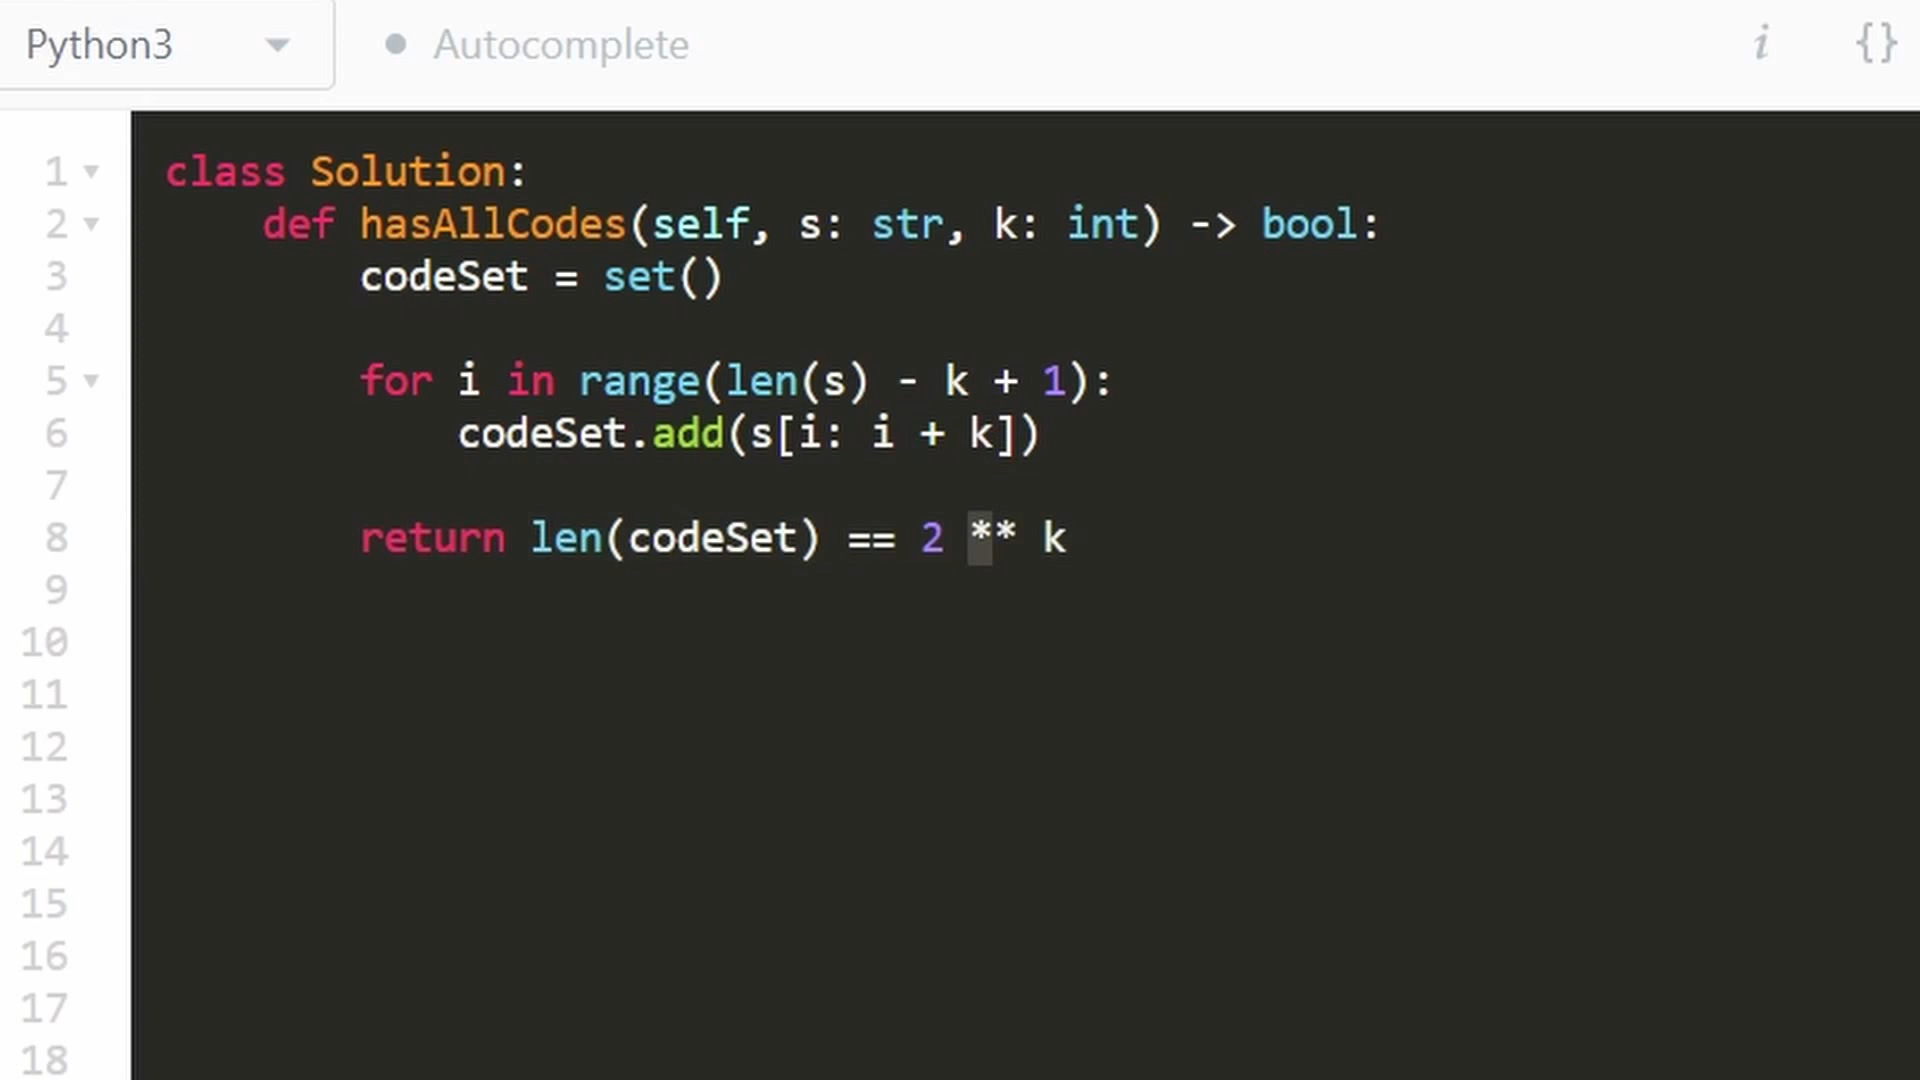 Python3 Autocomplete i {}
1 class Solution:
2 def hasAllCodes(self, s: str, k: int) -> bool:
3 codeSet = set()
4
5 for i in range(len(s) - k + 1):
6 codeSet.add(s[i: i + k])
7
8 return len(codeSet) == 2 ** k
9
10
11
12
13
14
15
16
17
18